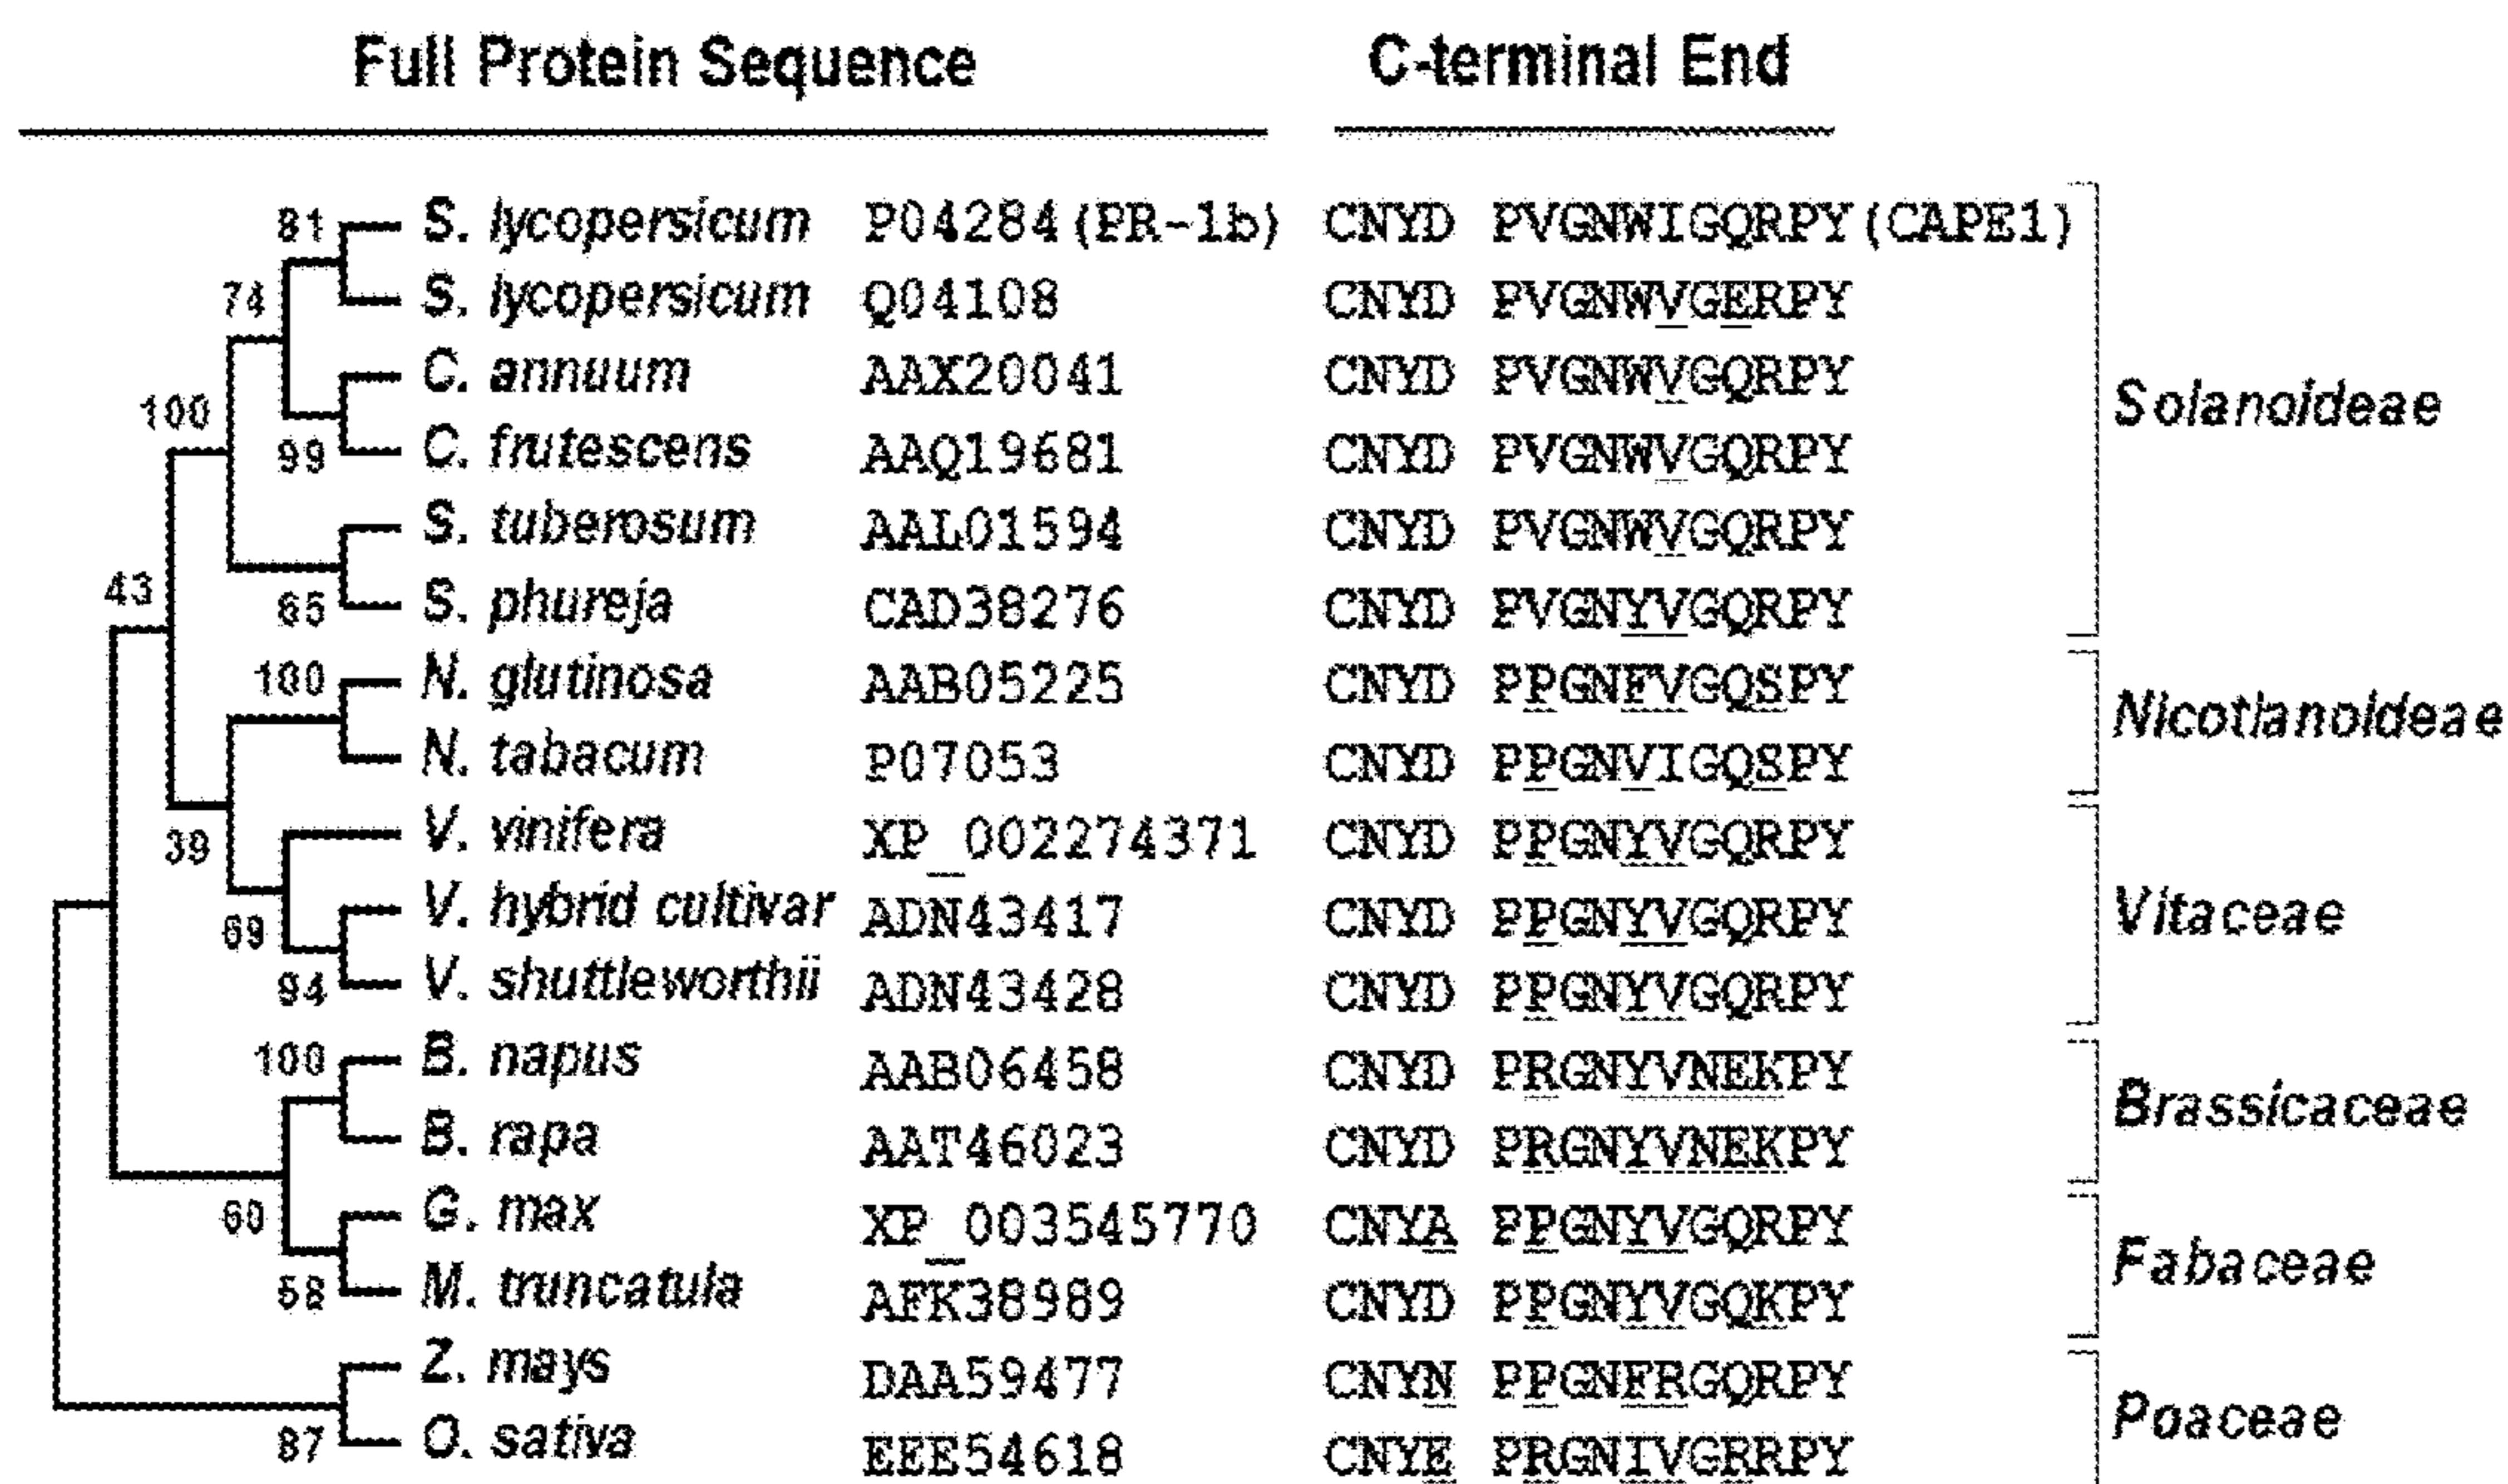 Full Protein Sequence C-terminal End
81 S. lycopersicum P04284(PR-1b) CNYD PVGNWIGQRPY(CAPE1)
74 S. lycopersicum Q04108 CNYD PVGNWVGERPY
C. annuum AAX20041 CNYD PVGNWVGQRPY
100 Solanoideae
99 C. frutescens AAQ19681 CNYD PVGNWVGQRPY
S. tuberosum AAL01594 CNYD PVGNWVGQRPY
43 65 S. phureja CAD38276 CNYD PVGNYVGQRPY
100 N. glutinosa AAB05225 CNYD PPGNFVGQSPY
Nicotianoideae
N. tabacum P07053 CNYD PPGNVIGQSPY
39 V. vinifera XP_002274371 CNYD PPGNYVGQRPY
69 V. hybrid cultivar ADN43417 CNYD PPGNYVGQRPY Vitaceae
94 V. shuttleworthii ADN43428 CNYD PPGNYVGQRPY
100 B. napus AAB06458 CNYD PRGNYVNEKPY
Brassicaceae
B. rapa AAT46023 CNYD PRGNYVNEKPY
60 G. max XP_003545770 CNYA PPGNYVGQRPY
Fabaceae
58 M. truncatula AFK38989 CNYD PPGNYVGQKPY
Z. mays DAA59477 CNYN PPGNFRGQRPY
Poaceae
87 O. sativa EEE54618 CNYE PRGNIVGRRPY